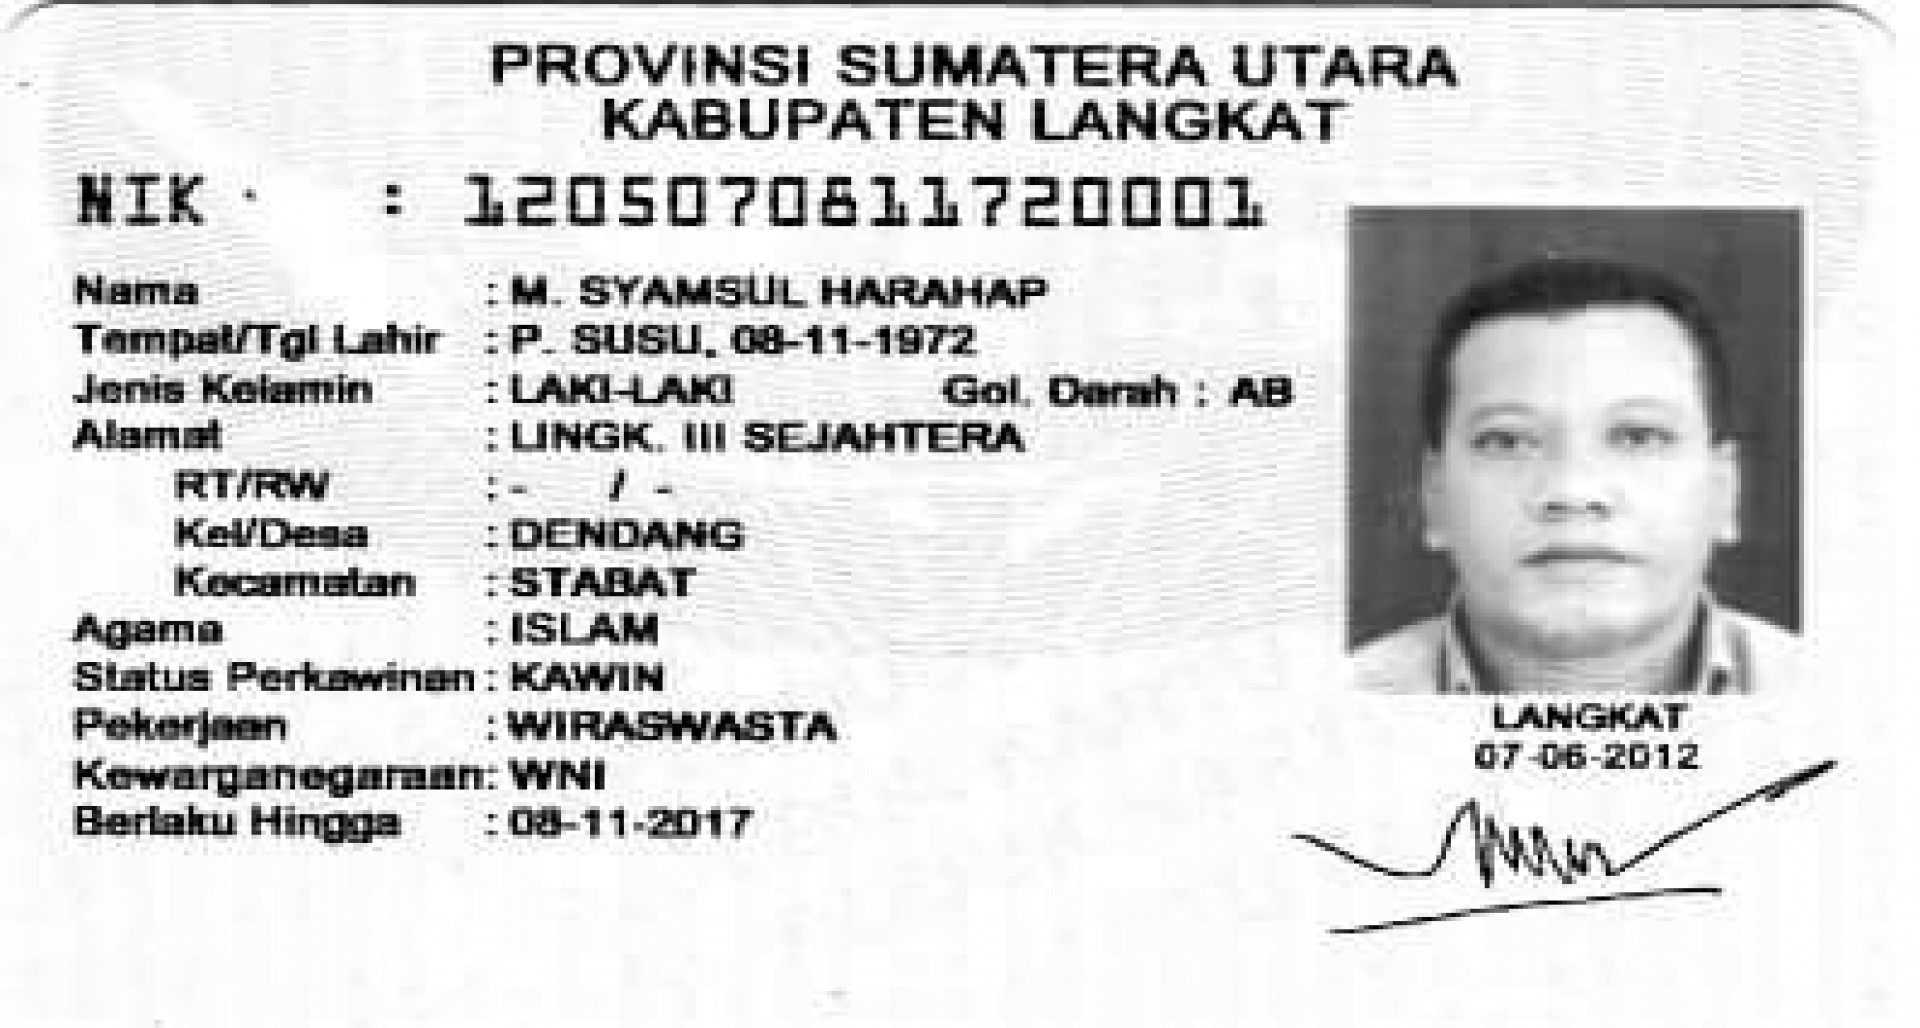 PROVINSI SUMATERA UTARA
KABUPATEN LANGKAT
NIK : 1205070811720001
Nama : M. SYAMSUL HARAHAP
Tempat/Tgl Lahir : P. SUSU, 08-11-1972
Jenis Kelamin : LAKI-LAKI Gol. Darah : AB
Alamat : LINGK. III SEJAHTERA
RT/RW : - / -
Kel/Desa : DENDANG
Kecamatan : STABAT
Agama : ISLAM
Status Perkawinan : KAWIN
Pekerjaan : WIRASWASTA
Kewarganegaraan: WNI
Berlaku Hingga : 08-11-2017
LANGKAT
07-06-2012